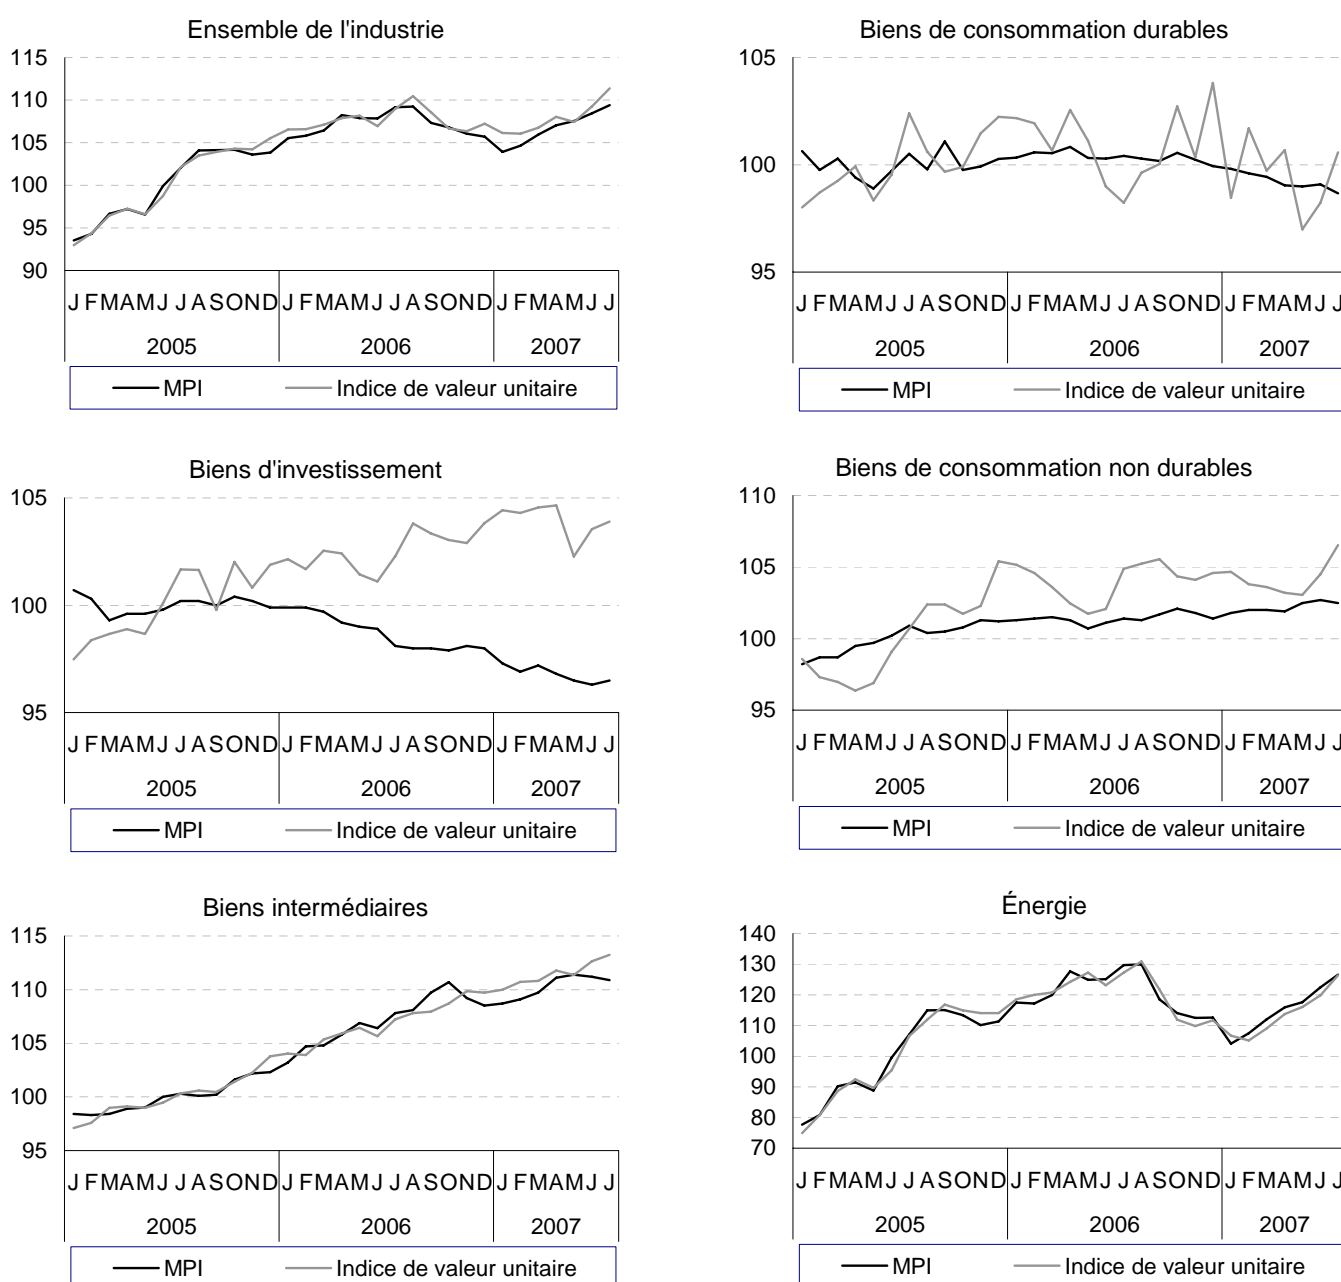 Ensemble de l'industrie
115
110
105
100
95
90
J F M A M J J A S O N D J F M A M J J A S O N D J F M A M J J
2005 2006 2007
MPI Indice de valeur unitaire
Biens de consommation durables
105
100
95
J F M A M J J A S O N D J F M A M J J A S O N D J F M A M J J
2005 2006 2007
MPI Indice de valeur unitaire
Biens d'investissement
105
100
95
J F M A M J J A S O N D J F M A M J J A S O N D J F M A M J J
2005 2006 2007
MPI Indice de valeur unitaire
Biens de consommation non durables
110
105
100
95
J F M A M J J A S O N D J F M A M J J A S O N D J F M A M J J
2005 2006 2007
MPI Indice de valeur unitaire
Biens intermédiaires
115
110
105
100
95
J F M A M J J A S O N D J F M A M J J A S O N D J F M A M J J
2005 2006 2007
MPI Indice de valeur unitaire
Énergie
140
130
120
110
100
90
80
70
J F M A M J J A S O N D J F M A M J J A S O N D J F M A M J J
2005 2006 2007
MPI Indice de valeur unitaire